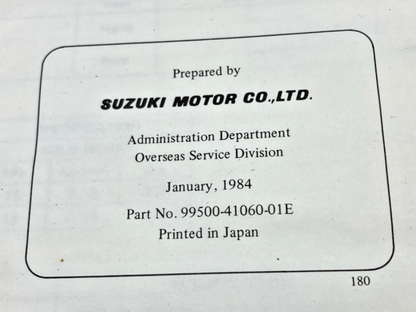 Prepared by
SUZUKI MOTOR CO.,LTD.
Administration Department
Overseas Service Division
January, 1984
Part No. 99500-41060-01E
Printed in Japan
180